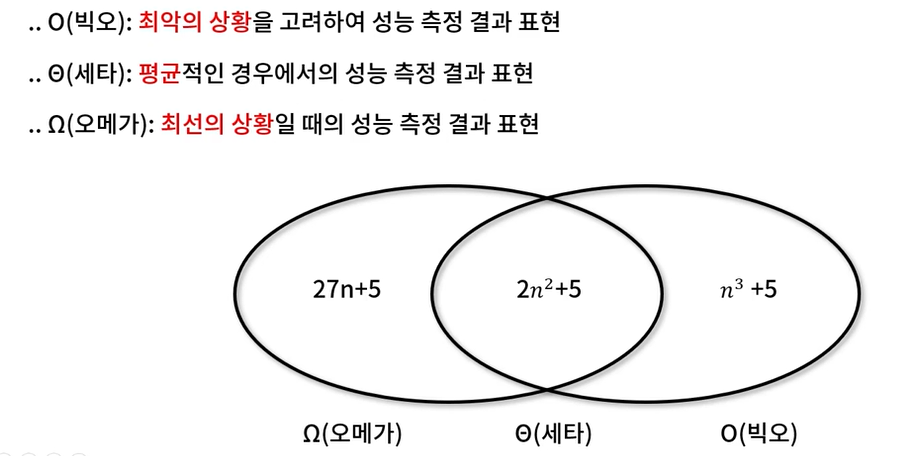 .. O(빅오): 최악의 상황을 고려하여 성능 측정 결과 표현
.. Θ(세타): 평균적인 경우에서의 성능 측정 결과 표현
.. Ω(오메가): 최선의 상황일 때의 성능 측정 결과 표현
27n+5 2n²+5 n³ +5
Ω(오메가) Θ(세타) O(빅오)